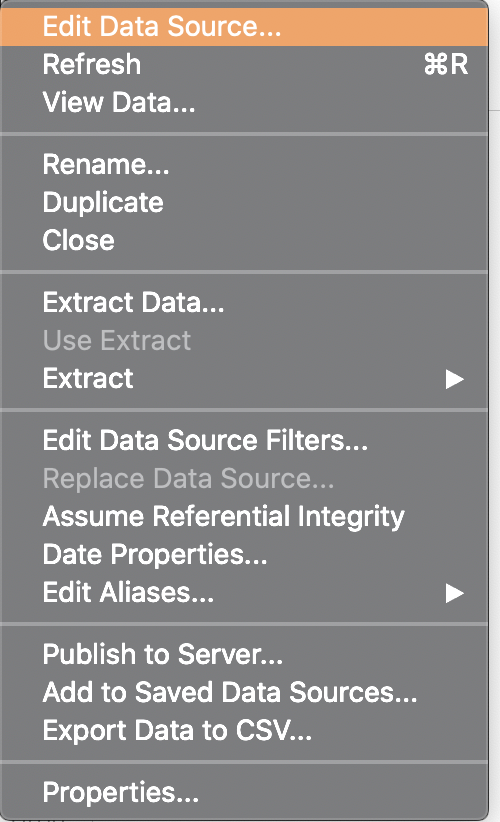 Edit Data Source...
Refresh ⌘R
View Data...
Rename...
Duplicate
Close
Extract Data...
Use Extract
Extract ▶
Edit Data Source Filters...
Replace Data Source...
Assume Referential Integrity
Date Properties...
Edit Aliases... ▶
Publish to Server...
Add to Saved Data Sources...
Export Data to CSV...
Properties...